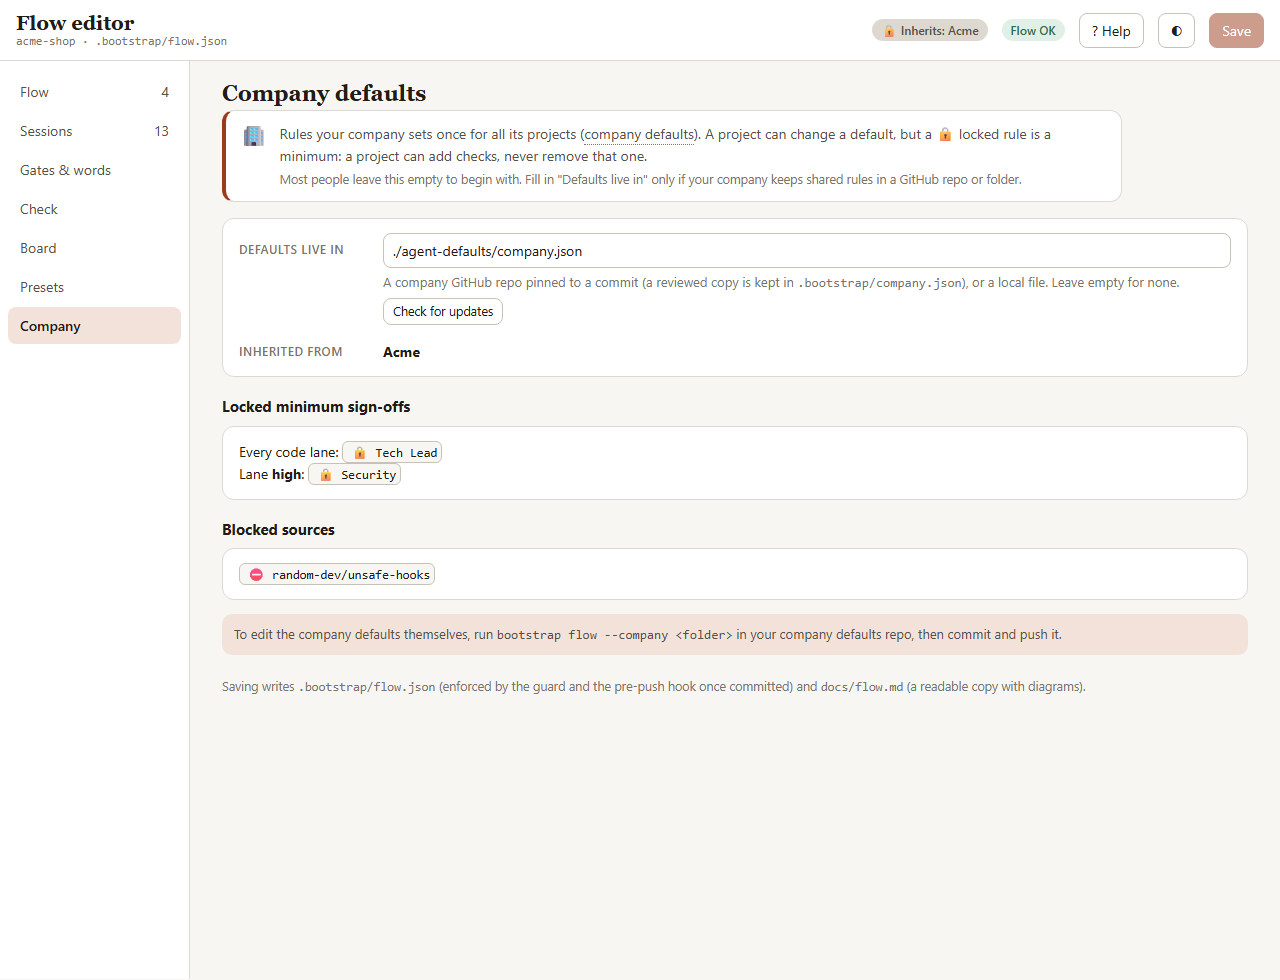 Flow editor
acme-shop · .bootstrap/flow.json
Inherits: Acme
Flow OK
? Help
Save
Flow 4
Sessions 13
Gates & words
Check
Board
Presets
Company
Company defaults
Rules your company sets once for all its projects (company defaults). A project can change a default, but a 🔒 locked rule is a
minimum: a project can add checks, never remove that one.
Most people leave this empty to begin with. Fill in "Defaults live in" only if your company keeps shared rules in a GitHub repo or folder.
DEFAULTS LIVE IN ./agent-defaults/company.json
A company GitHub repo pinned to a commit (a reviewed copy is kept in .bootstrap/company.json), or a local file. Leave empty for none.
Check for updates
INHERITED FROM Acme
Locked minimum sign-offs
Every code lane: 🔒 Tech Lead
Lane high: 🔒 Security
Blocked sources
⛔ random-dev/unsafe-hooks
To edit the company defaults themselves, run bootstrap flow --company <folder> in your company defaults repo, then commit and push it.
Saving writes .bootstrap/flow.json (enforced by the guard and the pre-push hook once committed) and docs/flow.md (a readable copy with diagrams).